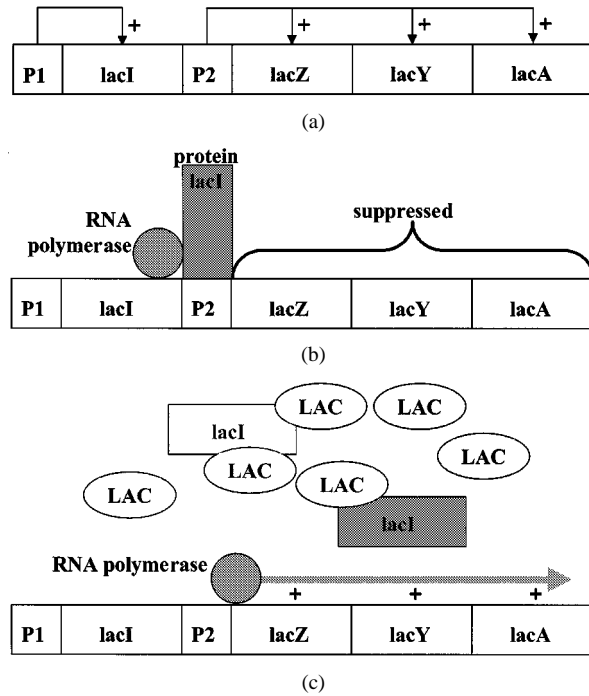 + + + +
P1 lacI P2 lacZ lacY lacA
(a)
protein
lacI
RNA
polymerase
suppressed
P1 lacI P2 lacZ lacY lacA
(b)
LAC LAC
lacI
LAC LAC
LAC LAC
lacI
RNA polymerase
+ + +
P1 lacI P2 lacZ lacY lacA
(c)